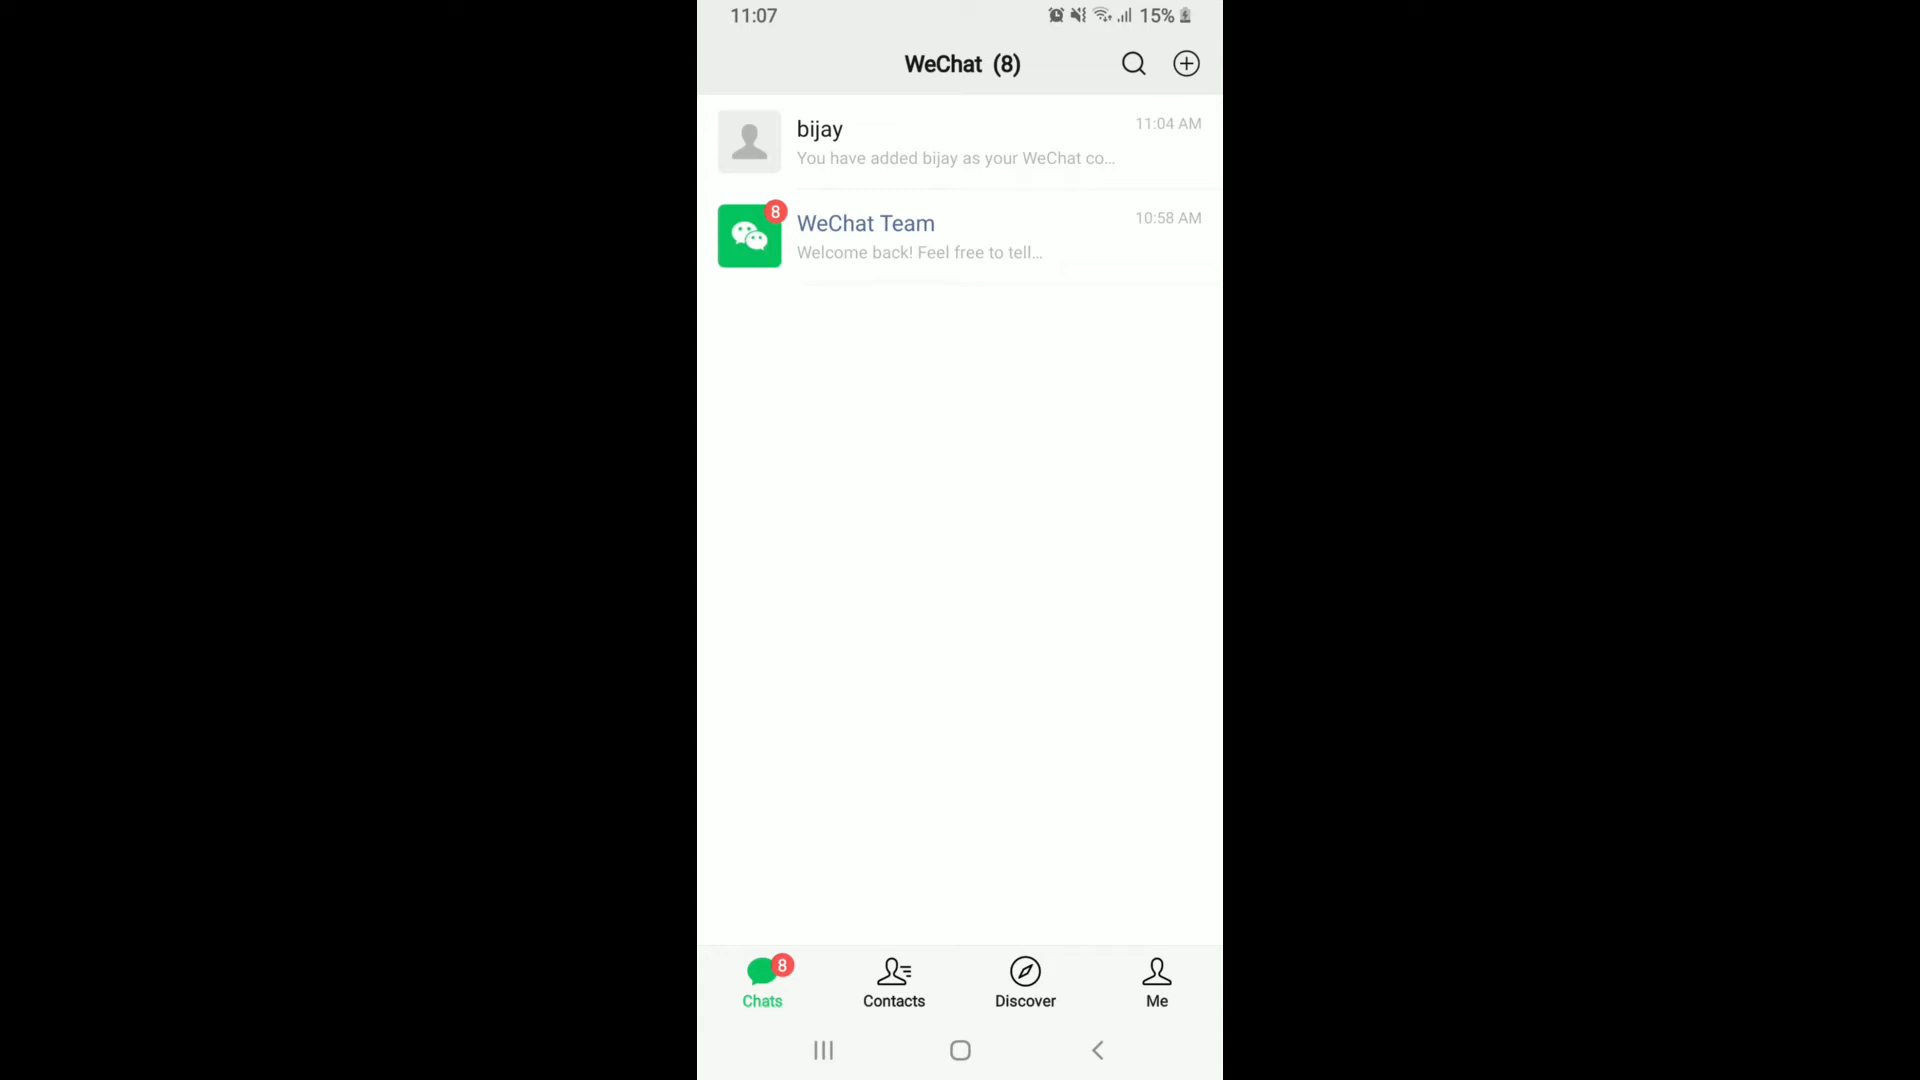 11:07
15%
WeChat (8)
bijay
11:04 AM
You have added bijay as your WeChat co...
8
WeChat Team
10:58 AM
Welcome back! Feel free to tell...
8
Chats
Contacts
Discover
Me